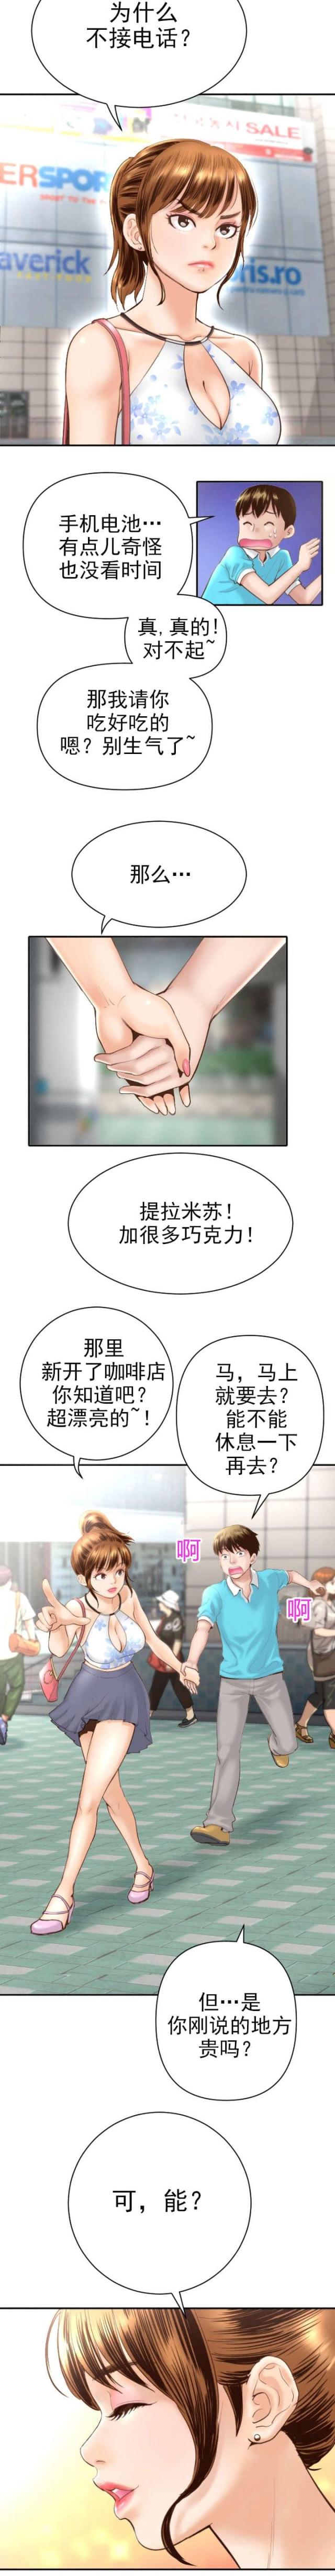 为什么
不接电话?
SALE
ERSPOR
averick
ris.ro
手机电池…
有点儿奇怪
也没看时间
真,真的!
对不起~
那我请你
吃好吃的
嗯?别生气了~
那么…
提拉米苏!
加很多巧克力!
那里
新开了咖啡店
你知道吧?
超漂亮的~!
马,马上
就要去?
能不能
休息一下
再去?
啊
啊
但…是
你刚说的地方
贵吗?
可,能?